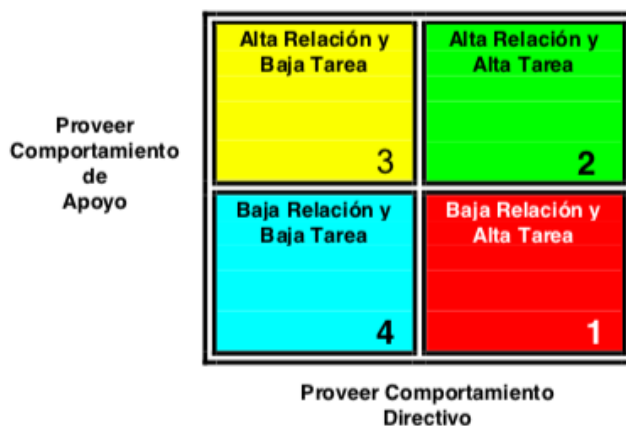 Alta Relación y
Baja Tarea
3
Alta Relación y
Alta Tarea
2
Proveer
Comportamiento
de
Apoyo
Baja Relación y
Baja Tarea
4
Baja Relación y
Alta Tarea
1
Proveer Comportamiento
Directivo